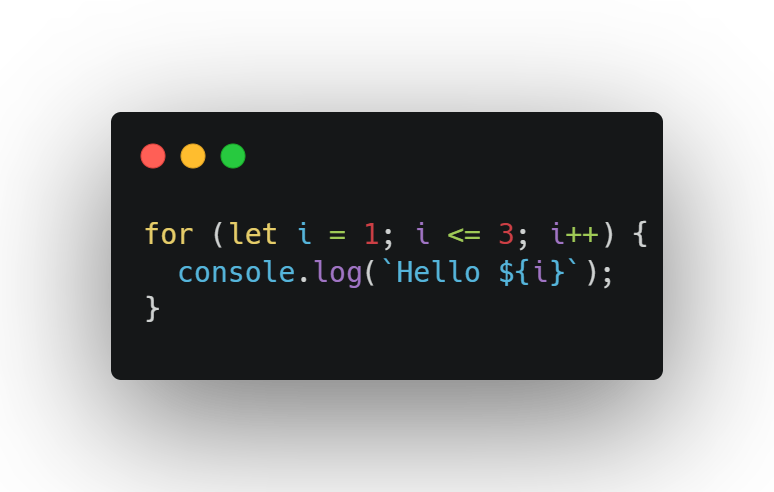 for (let i = 1; i <= 3; i++) {
  console.log(`Hello ${i}`);
}